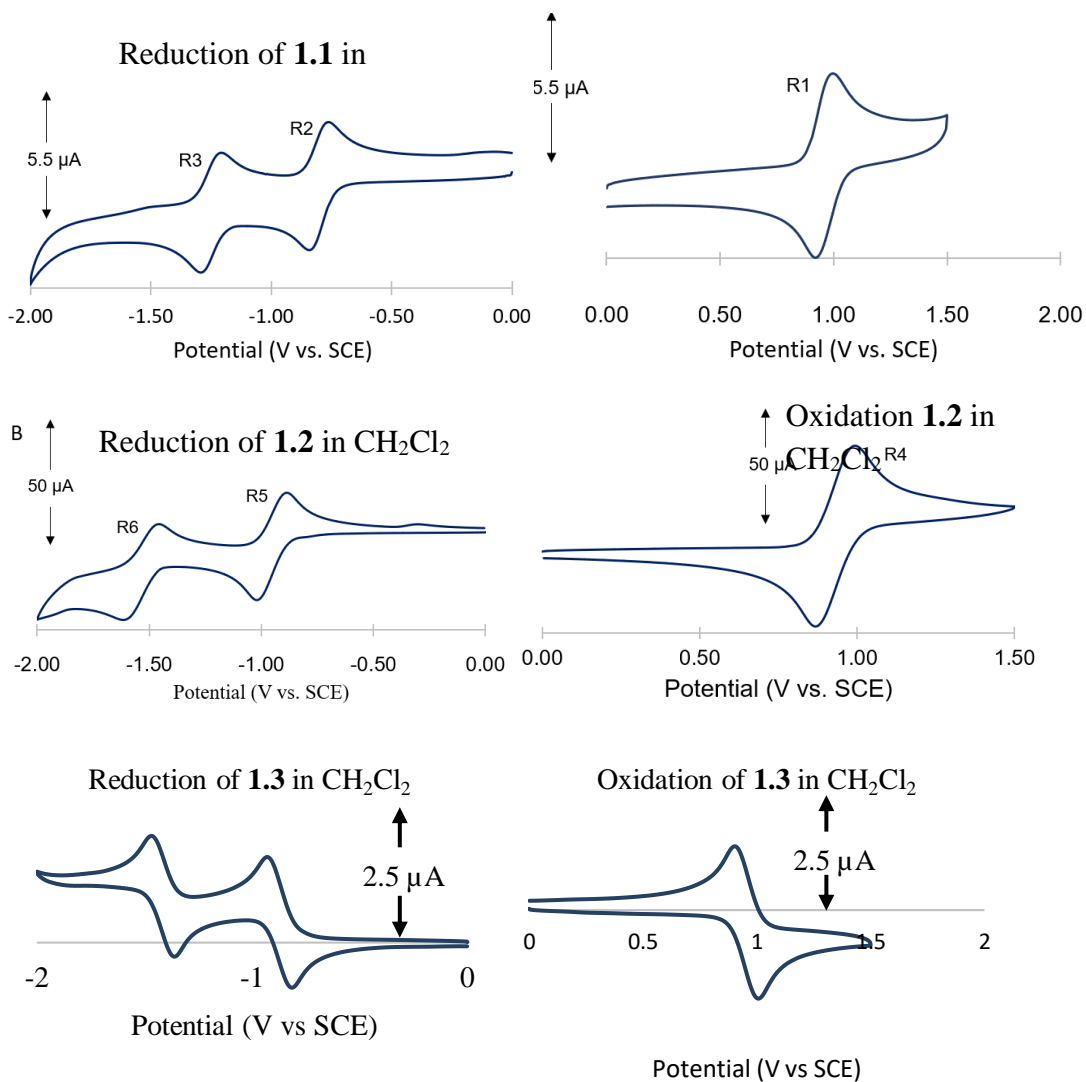 Reduction of 1.1 in
5.5 µA
R3
R2
-2.00 -1.50 -1.00 -0.50 0.00
Potential (V vs. SCE)
5.5 µA
R1
0.00 0.50 1.00 1.50 2.00
Potential (V vs. SCE)
B
Reduction of 1.2 in CH₂Cl₂
50 µA
R6
R5
-2.00 -1.50 -1.00 -0.50 0.00
Potential (V vs. SCE)
Oxidation 1.2 in
CH₂Cl₂
50 µA
R4
0.00 0.50 1.00 1.50
Potential (V vs. SCE)
Reduction of 1.3 in CH₂Cl₂
2.5 µA
-2 -1 0
Potential (V vs SCE)
Oxidation of 1.3 in CH₂Cl₂
2.5 µA
0 0.5 1 1.5 2
Potential (V vs SCE)